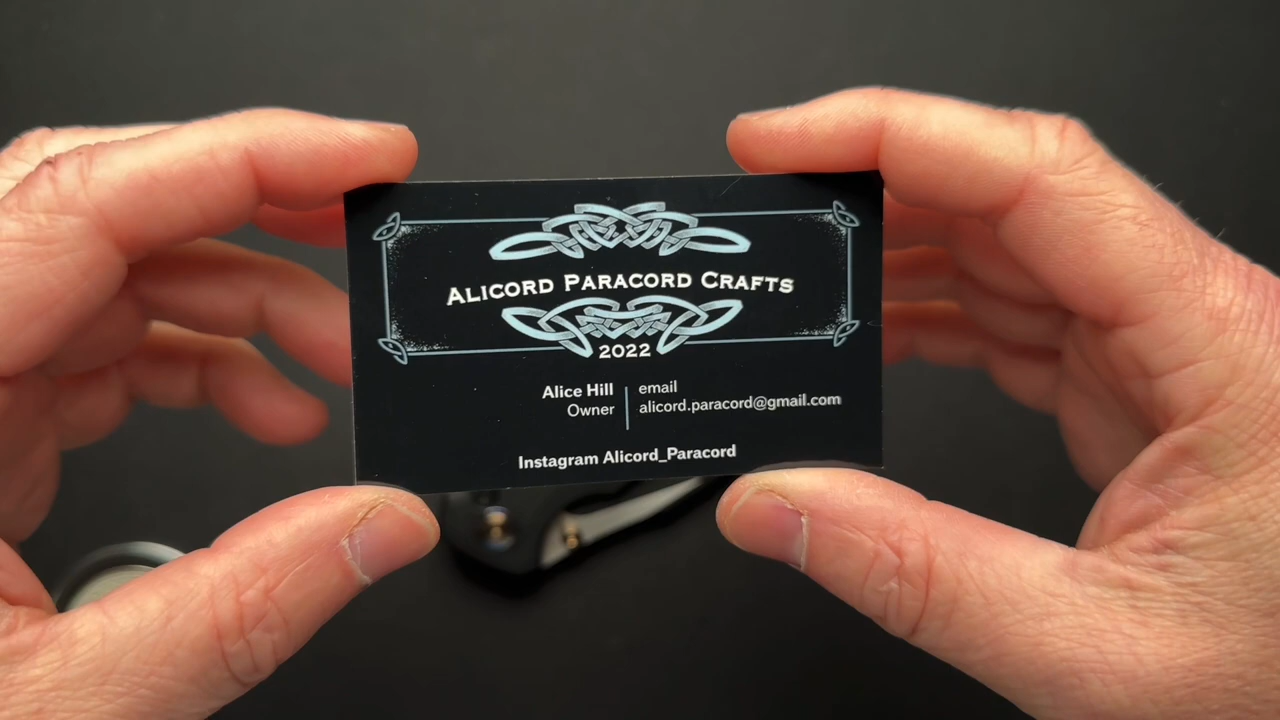 Alicord Paracord Crafts
2022
Alice Hill
Owner
email
alicord.paracord@gmail.com
Instagram Alicord_Paracord